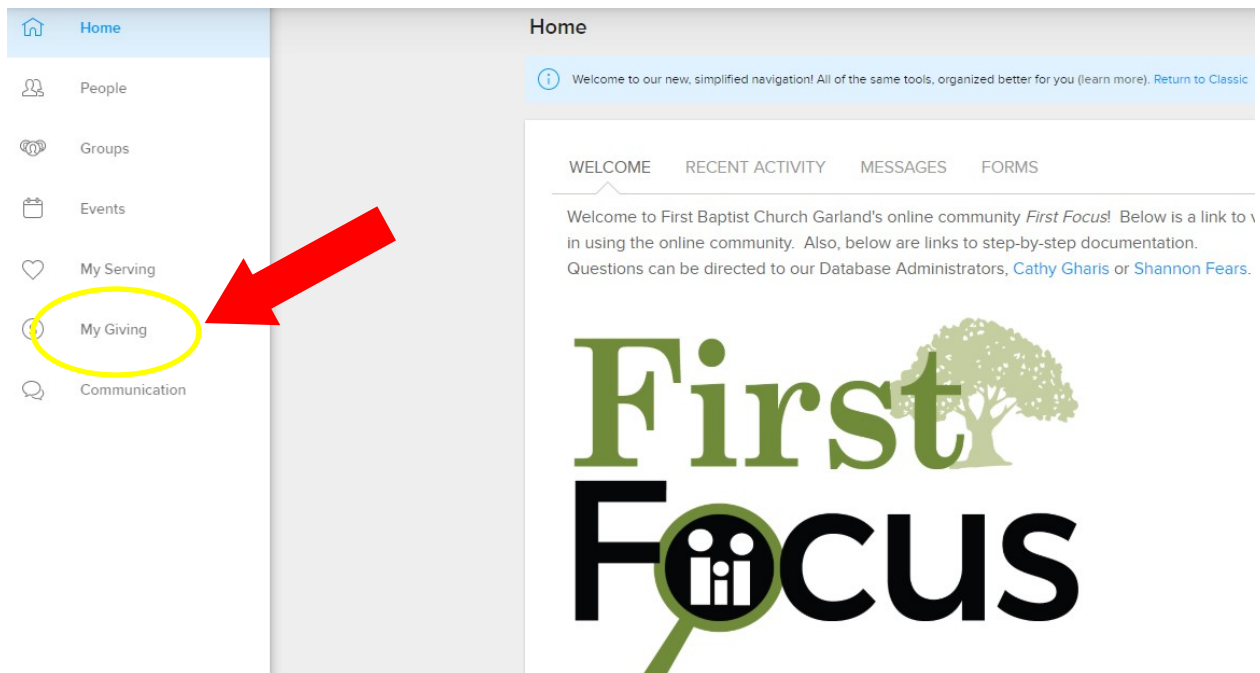 Home
People
Groups
Events
My Serving
My Giving
Communication
Home
Welcome to our new, simplified navigation! All of the same tools, organized better for you (learn more). Return to Classic
WELCOME RECENT ACTIVITY MESSAGES FORMS
Welcome to First Baptist Church Garland's online community First Focus! Below is a link to
in using the online community. Also, below are links to step-by-step documentation.
Questions can be directed to our Database Administrators, Cathy Gharis or Shannon Fears.
First
Focus